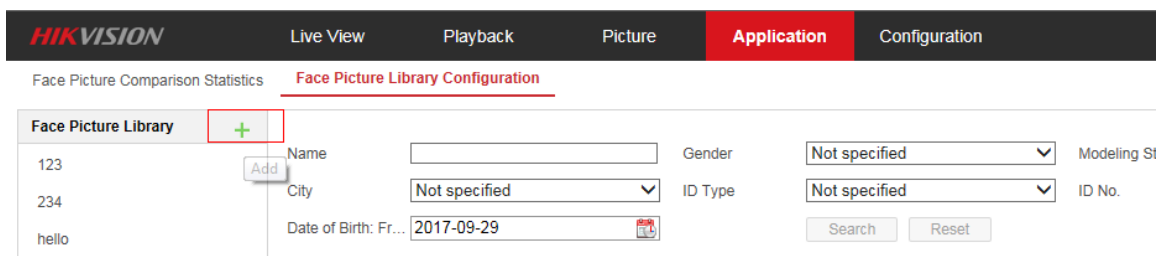 HIKVISION Live View Playback Picture Application Configuration
Face Picture Comparison Statistics Face Picture Library Configuration
Face Picture Library +
Name Gender Not specified Modeling St
123 Add
City Not specified ID Type Not specified ID No.
234
Date of Birth: Fr... 2017-09-29 Search Reset
hello